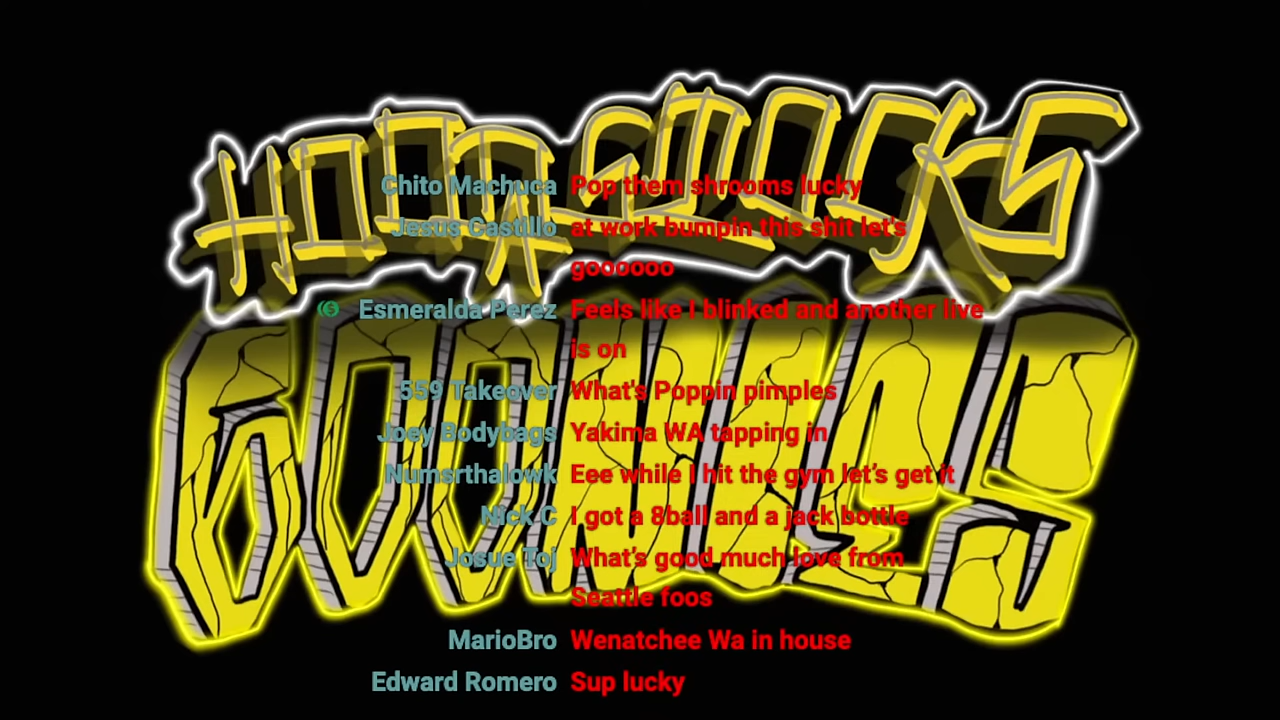 HOODSTOCKS
GOONIES
Chito Machuca Pop them shrooms lucky
Jesus Castillo at work bumpin this shit let's
goooooo
Esmeralda Perez Feels like I blinked and another live
is on
559 Takeover What's Poppin pimples
Joey Bodybags Yakima WA tapping in
Numsrthalowk Eee while I hit the gym let's get it
Nick C I got a 8ball and a jack bottle
Josue Toj What's good much love from
Seattle foos
MarioBro Wenatchee Wa in house
Edward Romero Sup lucky